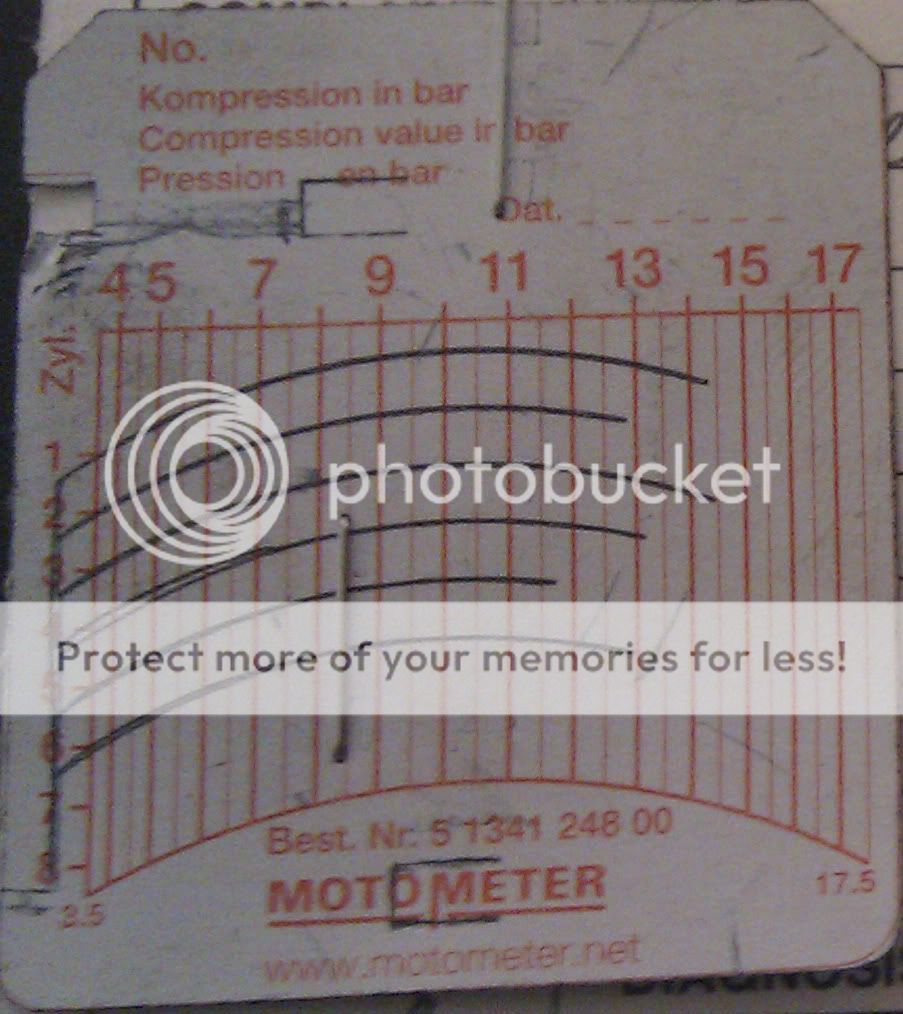 No.
Kompression in bar
Compression value in bar
Pression en bar
Dat.
4 5 7 9 11 13 15 17
Zyl.
1
2
3
photobucket
4
Protect more of your memories for less!
5
6
7
8
Best. Nr. 5 1341 248 00
MOTOMETER
3.5 17.5
www.motometer.net
DIAGNOSIS